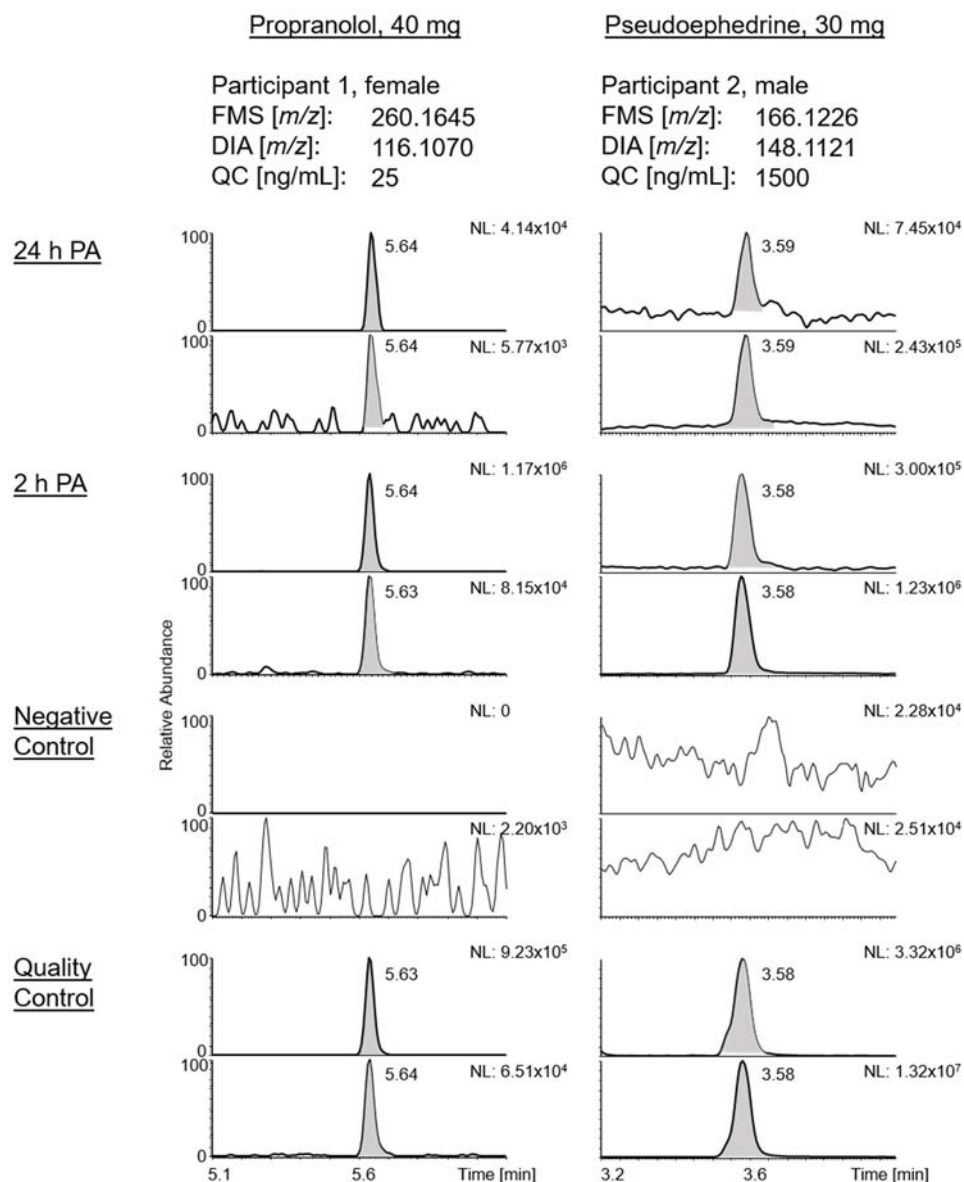 Propranolol, 40 mg
Participant 1, female
FMS [m/z]: 260.1645
DIA [m/z]: 116.1070
QC [ng/mL]: 25
Pseudoephedrine, 30 mg
Participant 2, male
FMS [m/z]: 166.1226
DIA [m/z]: 148.1121
QC [ng/mL]: 1500
24 h PA
100
0
5.64
NL: 4.14x10⁴
3.59
NL: 7.45x10⁴
100
0
5.64
NL: 5.77x10³
3.59
NL: 2.43x10⁵
2 h PA
100
0
5.64
NL: 1.17x10⁶
3.58
NL: 3.00x10⁵
100
0
5.63
NL: 8.15x10⁴
3.58
NL: 1.23x10⁶
Relative Abundance
Negative
Control
100
0
NL: 0
NL: 2.28x10⁴
100
0
NL: 2.20x10³
NL: 2.51x10⁴
Quality
Control
100
0
5.63
NL: 9.23x10⁵
3.58
NL: 3.32x10⁶
100
0
5.64
NL: 6.51x10⁴
3.58
NL: 1.32x10⁷
5.1 5.6 Time [min]
3.2 3.6 Time [min]